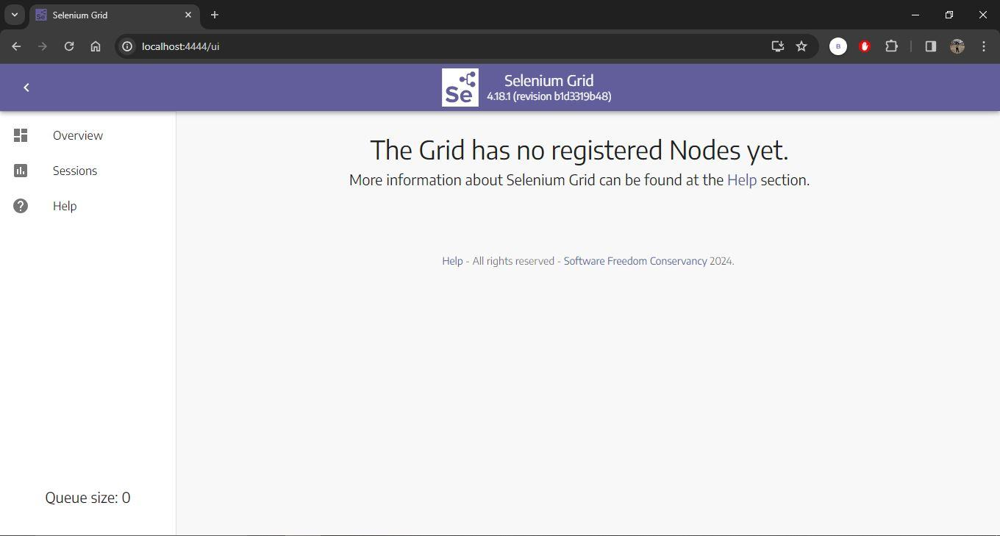 Selenium Grid
localhost:4444/ui
B
Se
Selenium Grid
4.18.1 (revision b1d3319b48)
Overview
Sessions
Help
The Grid has no registered Nodes yet.
More information about Selenium Grid can be found at the Help section.
Help - All rights reserved - Software Freedom Conservancy 2024.
Queue size: 0